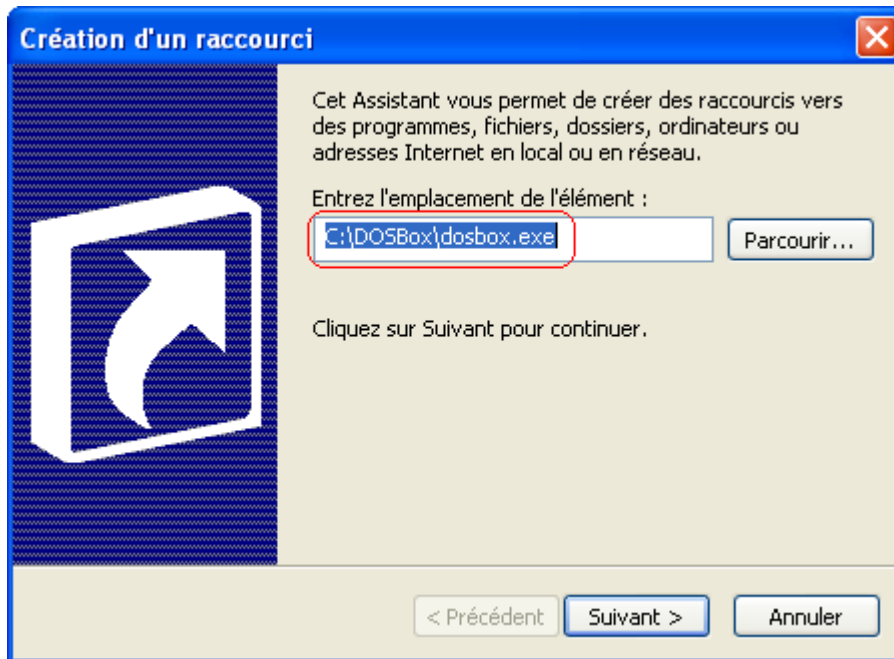 Création d'un raccourci
Cet Assistant vous permet de créer des raccourcis vers
des programmes, fichiers, dossiers, ordinateurs ou
adresses Internet en local ou en réseau.
Entrez l'emplacement de l'élément :
C:\DOSBox\dosbox.exe
Parcourir...
Cliquez sur Suivant pour continuer.
< Précédent
Suivant >
Annuler